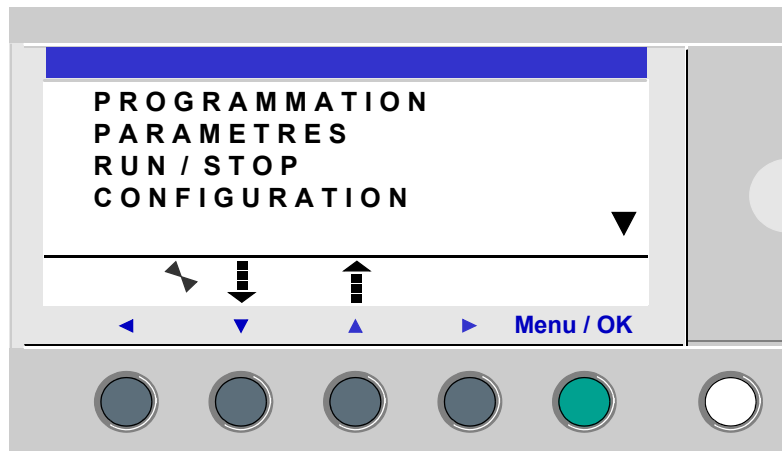 PROGRAMMATION
PARAMETRES
RUN / STOP
CONFIGURATION
Menu / OK